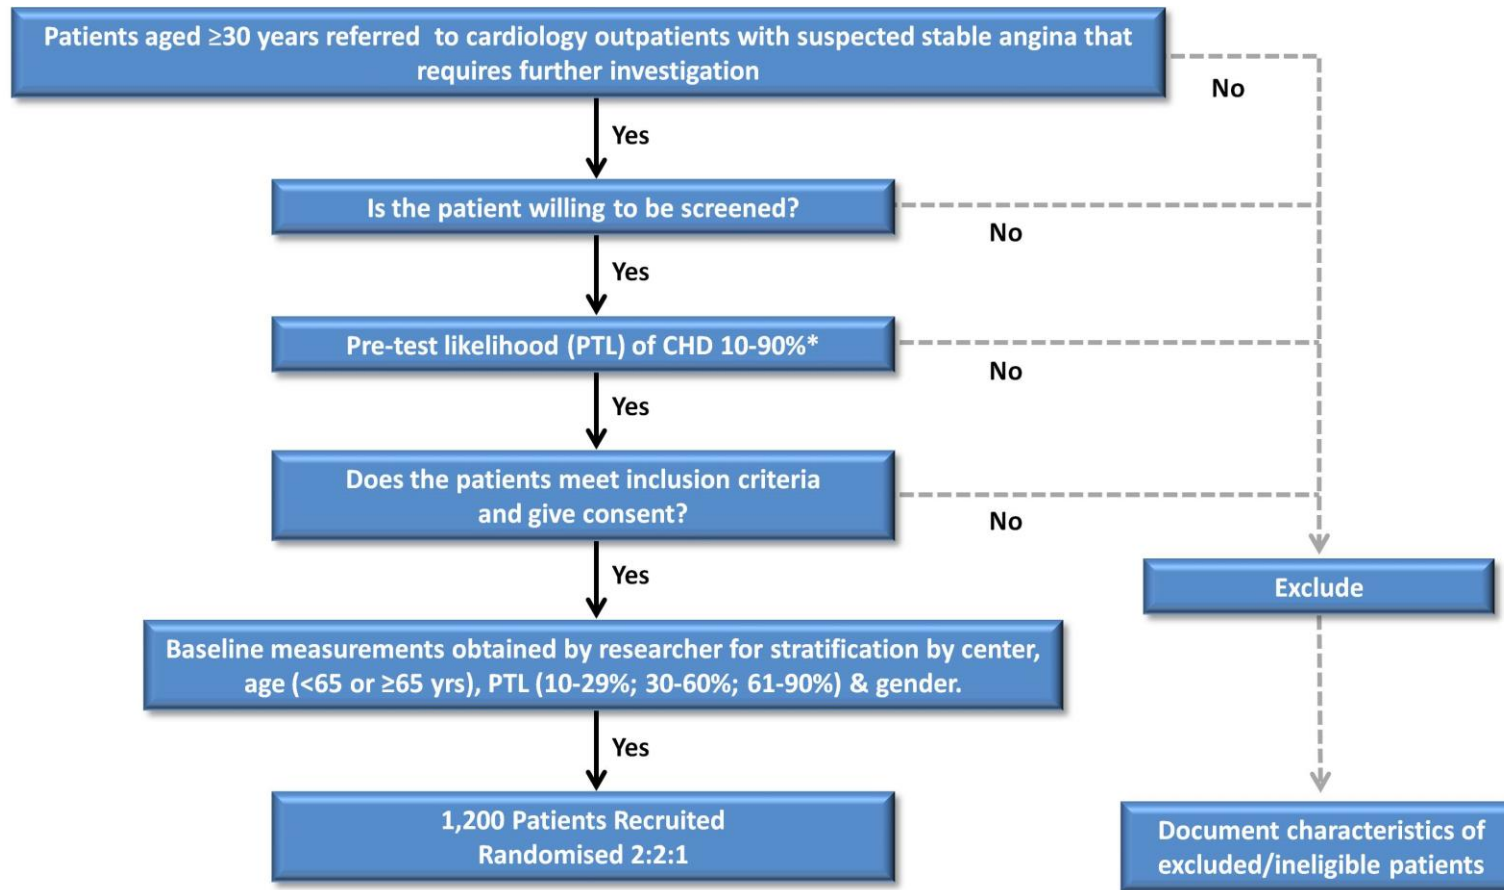 Patients aged ≥30 years referred to cardiology outpatients with suspected stable angina that
requires further investigation
No
Yes
Is the patient willing to be screened?
No
Yes
Pre-test likelihood (PTL) of CHD 10-90%*
No
Yes
Does the patients meet inclusion criteria
and give consent?
No
Yes
Exclude
Baseline measurements obtained by researcher for stratification by center,
age (<65 or ≥65 yrs), PTL (10-29%; 30-60%; 61-90%) & gender.
Yes
1,200 Patients Recruited
Randomised 2:2:1
Document characteristics of
excluded/ineligible patients